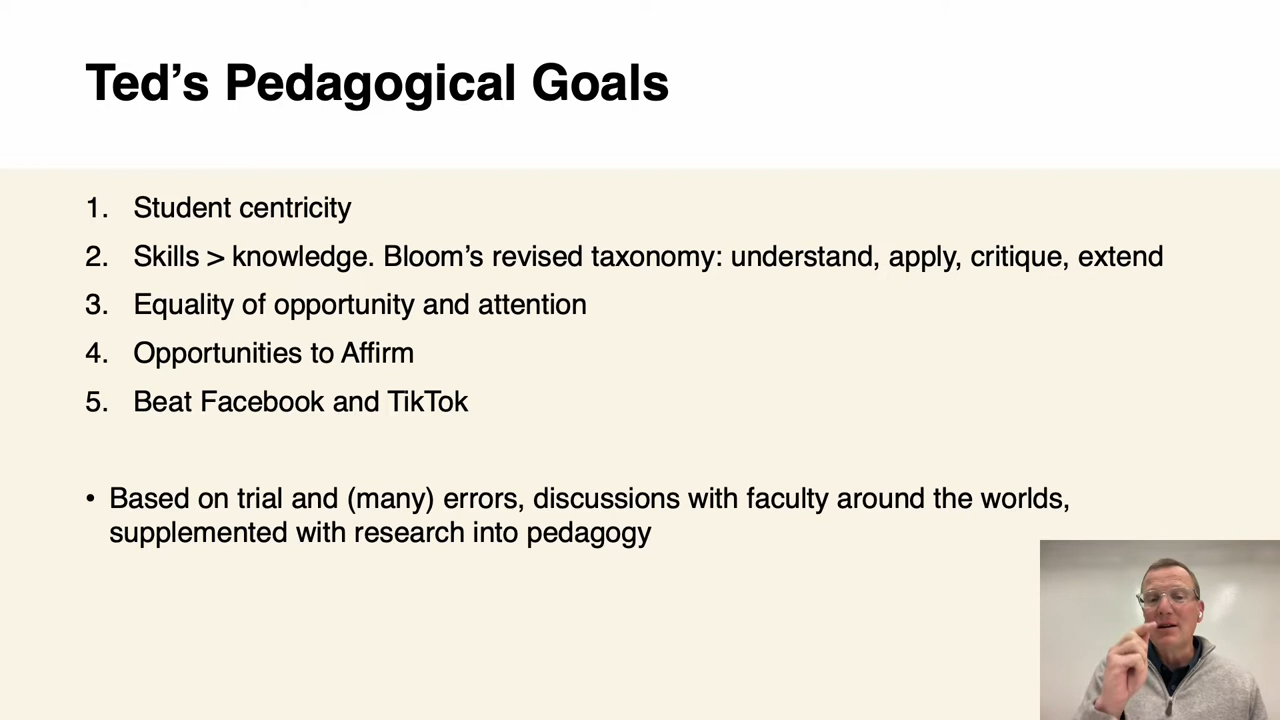 Ted’s Pedagogical Goals
1. Student centricity
2. Skills > knowledge. Bloom’s revised taxonomy: understand, apply, critique, extend
3. Equality of opportunity and attention
4. Opportunities to Affirm
5. Beat Facebook and TikTok
• Based on trial and (many) errors, discussions with faculty around the worlds,
supplemented with research into pedagogy